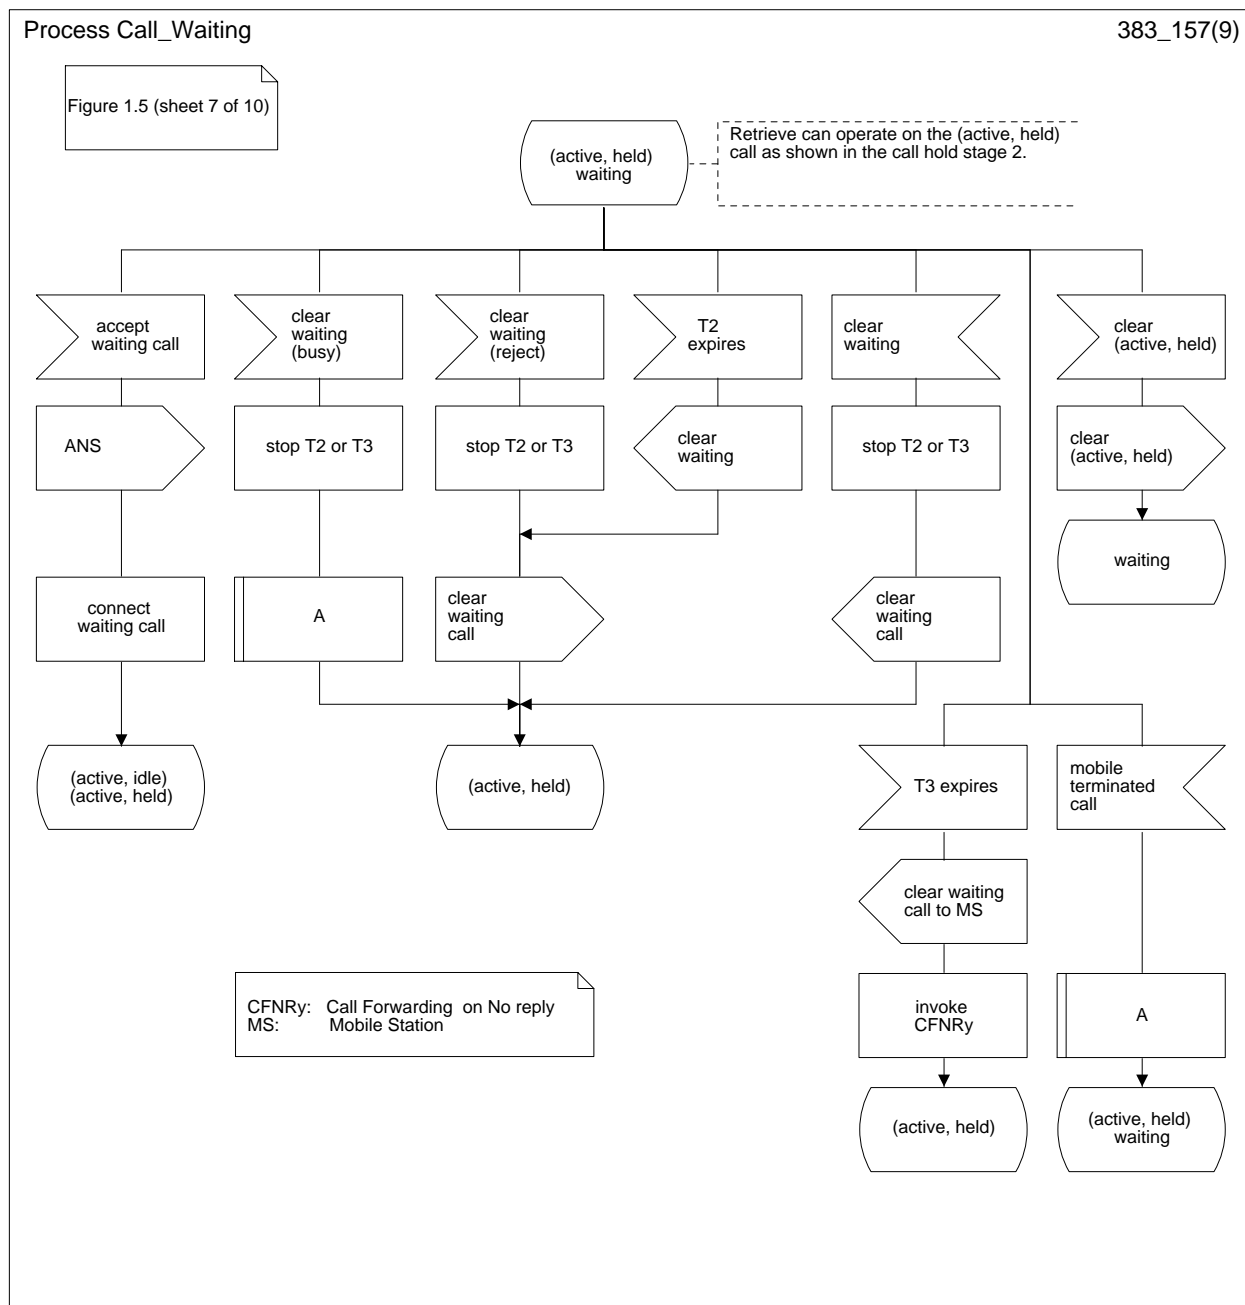 Process Call_Waiting
383_157(9)
Figure 1.5 (sheet 7 of 10)
(active, held)
waiting
Retrieve can operate on the (active, held)
call as shown in the call hold stage 2.
accept
waiting call
clear
waiting
(busy)
clear
waiting
(reject)
T2
expires
clear
waiting
clear
(active, held)
ANS
stop T2 or T3
stop T2 or T3
clear
waiting
stop T2 or T3
clear
(active, held)
waiting
connect
waiting call
A
clear
waiting
call
clear
waiting
call
(active, idle)
(active, held)
(active, held)
T3 expires
mobile
terminated
call
clear waiting
call to MS
CFNRy: Call Forwarding on No reply
MS: Mobile Station
invoke
CFNRy
A
(active, held)
(active, held)
waiting